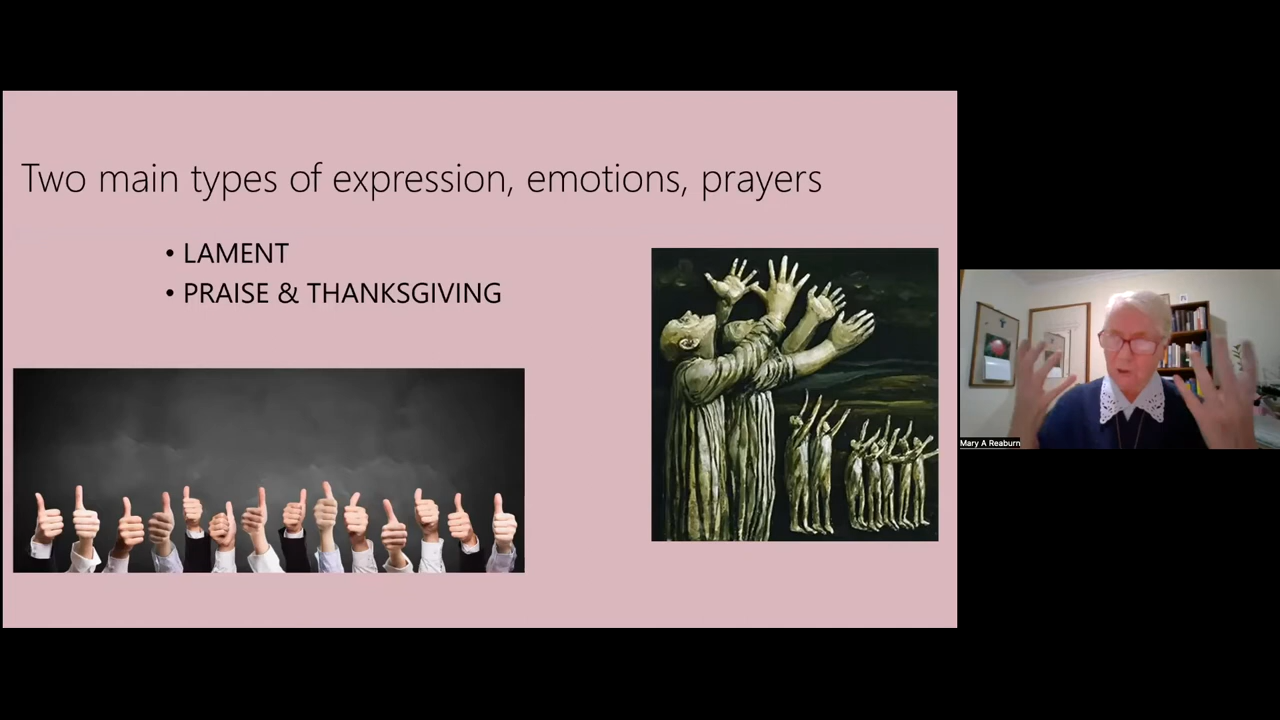 Two main types of expression, emotions, prayers
• LAMENT
• PRAISE & THANKSGIVING
Mary A Reaburn